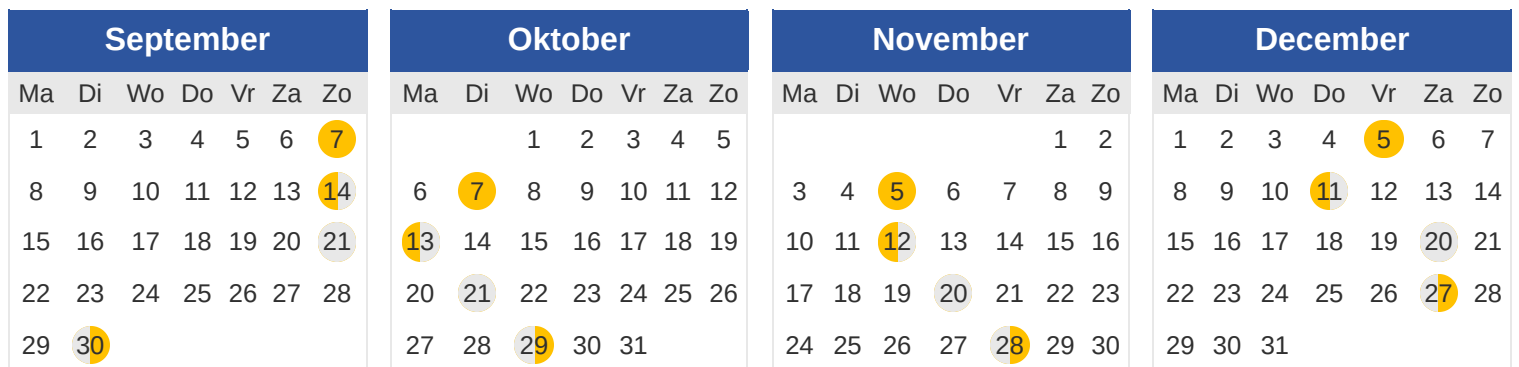 September Oktober November December
Ma Di Wo Do Vr Za Zo Ma Di Wo Do Vr Za Zo Ma Di Wo Do Vr Za Zo Ma Di Wo Do Vr Za Zo
1 2 3 4 5 6 7 1 2 3 4 5 1 2 1 2 3 4 5 6 7
8 9 10 11 12 13 14 6 7 8 9 10 11 12 3 4 5 6 7 8 9 8 9 10 11 12 13 14
15 16 17 18 19 20 21 13 14 15 16 17 18 19 10 11 12 13 14 15 16 15 16 17 18 19 20 21
22 23 24 25 26 27 28 20 21 22 23 24 25 26 17 18 19 20 21 22 23 22 23 24 25 26 27 28
29 30 27 28 29 30 31 24 25 26 27 28 29 30 29 30 31